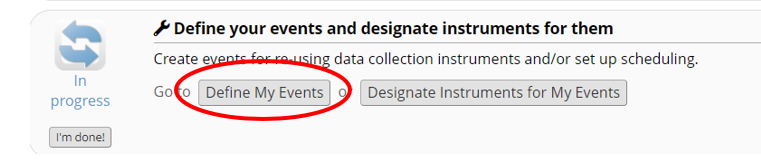 Define your events and designate instruments for them
Create events for re-using data collection instruments and/or set up scheduling.
In progress
Go to Define My Events or Designate Instruments for My Events
I'm done!